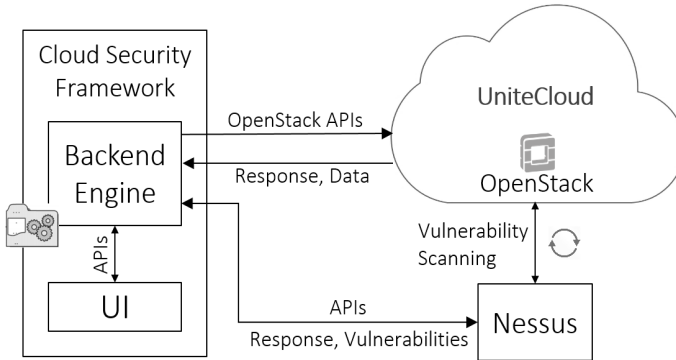 Cloud Security
Framework
UniteCloud
OpenStack APIs
Backend
Engine
Response, Data
OpenStack
APIs
Vulnerability
Scanning
UI
APIs
Response, Vulnerabilities
Nessus